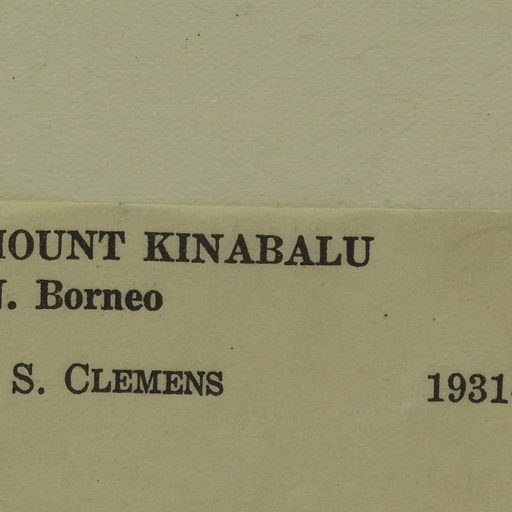 MOUNT KINABALU
N. Borneo
S. CLEMENS 1931